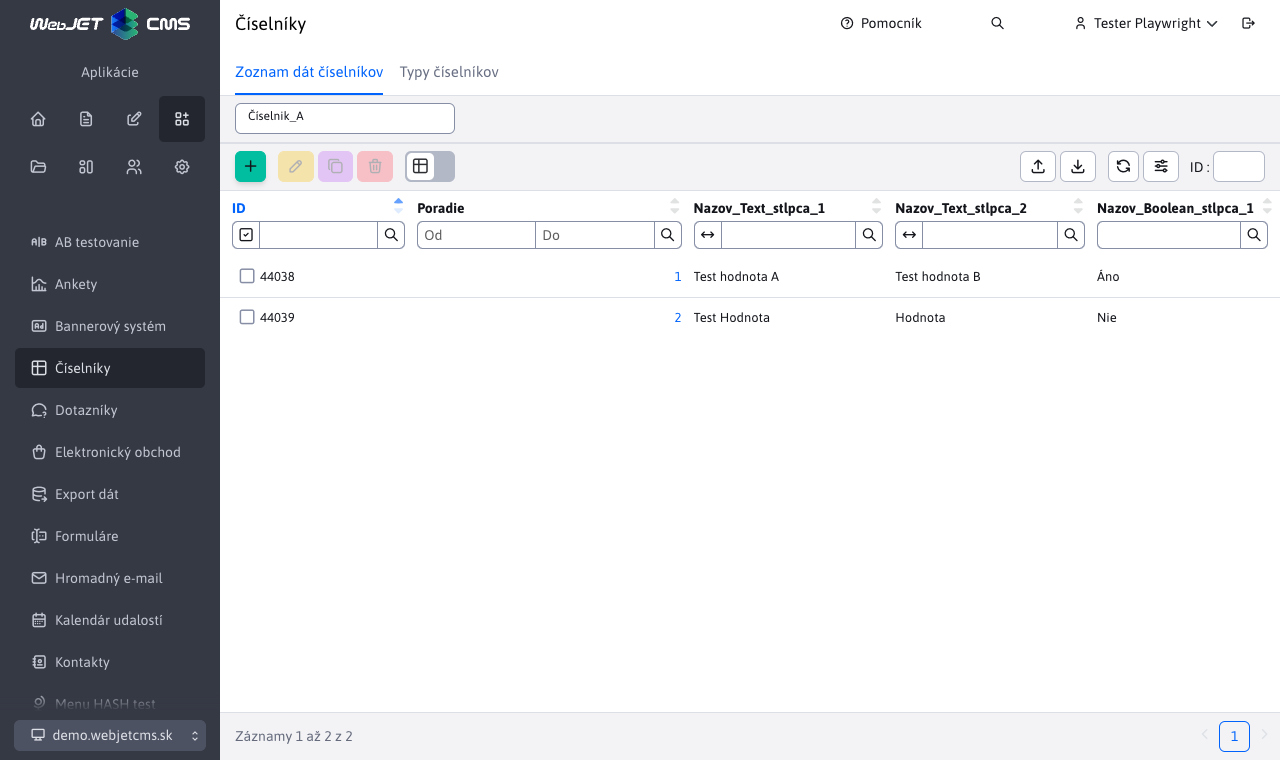 WebJET CMS
Číselníky
Pomocník
Tester Playwright
Aplikácie
Zoznam dát číselníkov
Typy číselníkov
Číselnik_A
ID :
ID
Poradie
Nazov_Text_stlpca_1
Nazov_Text_stlpca_2
Nazov_Boolean_stlpca_1
Od
Do
44038
1
Test hodnota A
Test hodnota B
Áno
44039
2
Test Hodnota
Hodnota
Nie
AB testovanie
Ankety
Bannerový systém
Číselníky
Dotazníky
Elektronický obchod
Export dát
Formuláre
Hromadný e-mail
Kalendár udalostí
Kontakty
Menu HASH test
demo.webjetcms.sk
Záznamy 1 až 2 z 2
1